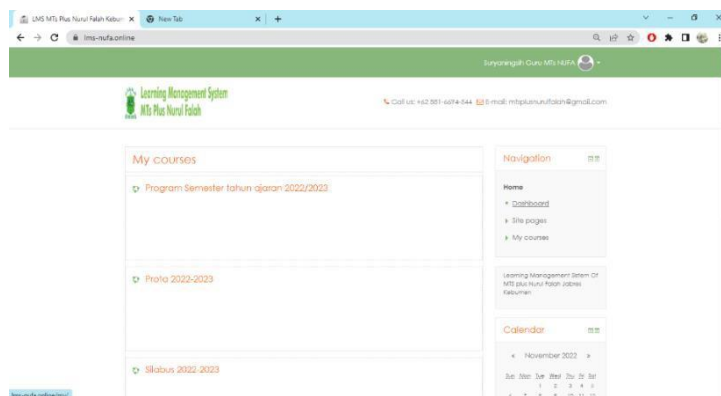 LMS MTs Plus Nurul Falah Kebum
New Tab
lms-nufa.online
Suryaningsih Guru MTs NUFA
Learning Management System
MTs Plus Nurul Falah
Call us: +62 881-6694-544
E-mail: mtsplusnurulfalah@gmail.com
My courses
Program Semester tahun ajaran 2022/2023
Prota 2022-2023
Silabus 2022-2023
Navigation
Home
Dashboard
Site pages
My courses
Learning Management Sistem Of
MTS plus Nurul Falah Jabres
Kebumen
Calendar
November 2022
Sun Mon Tue Wed Thu Fri Sat
1 2 3 4 5